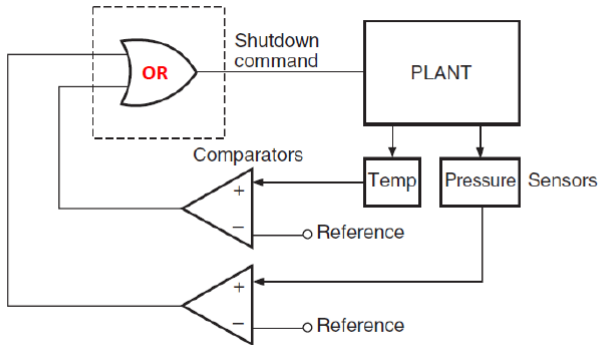 Shutdown
command
OR
PLANT
Comparators
Temp
Pressure
Sensors
+
−
Reference
+
−
Reference